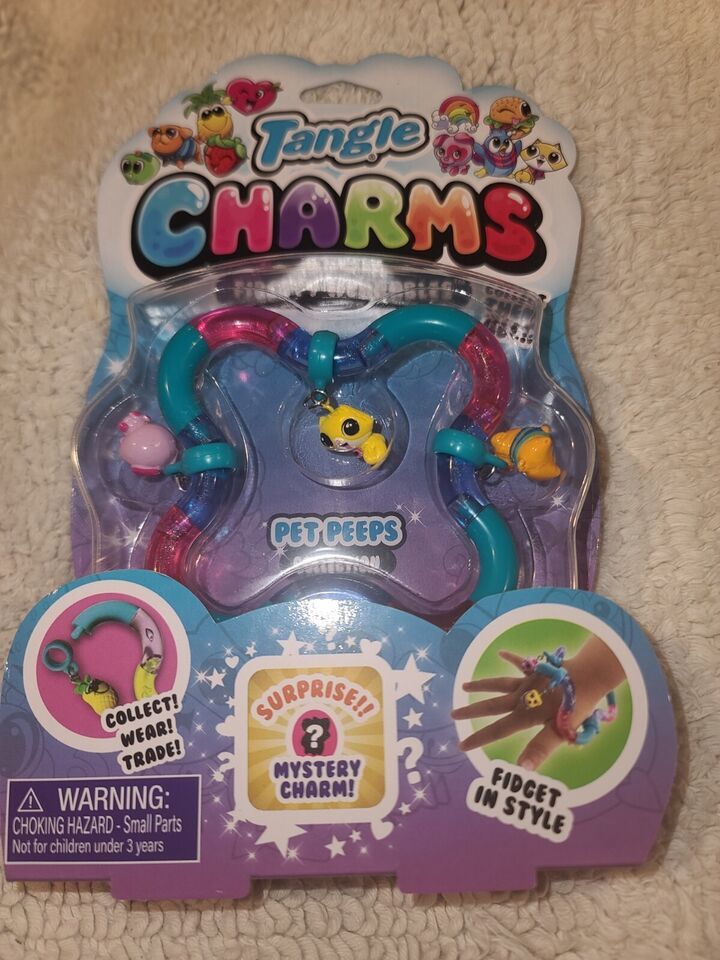 Tangle®
CHARMS
PET PEEPS
COLLECT!
WEAR!
TRADE!
SURPRISE!!
?
MYSTERY
CHARM!
FIDGET
IN STYLE
⚠ WARNING:
CHOKING HAZARD - Small Parts
Not for children under 3 years